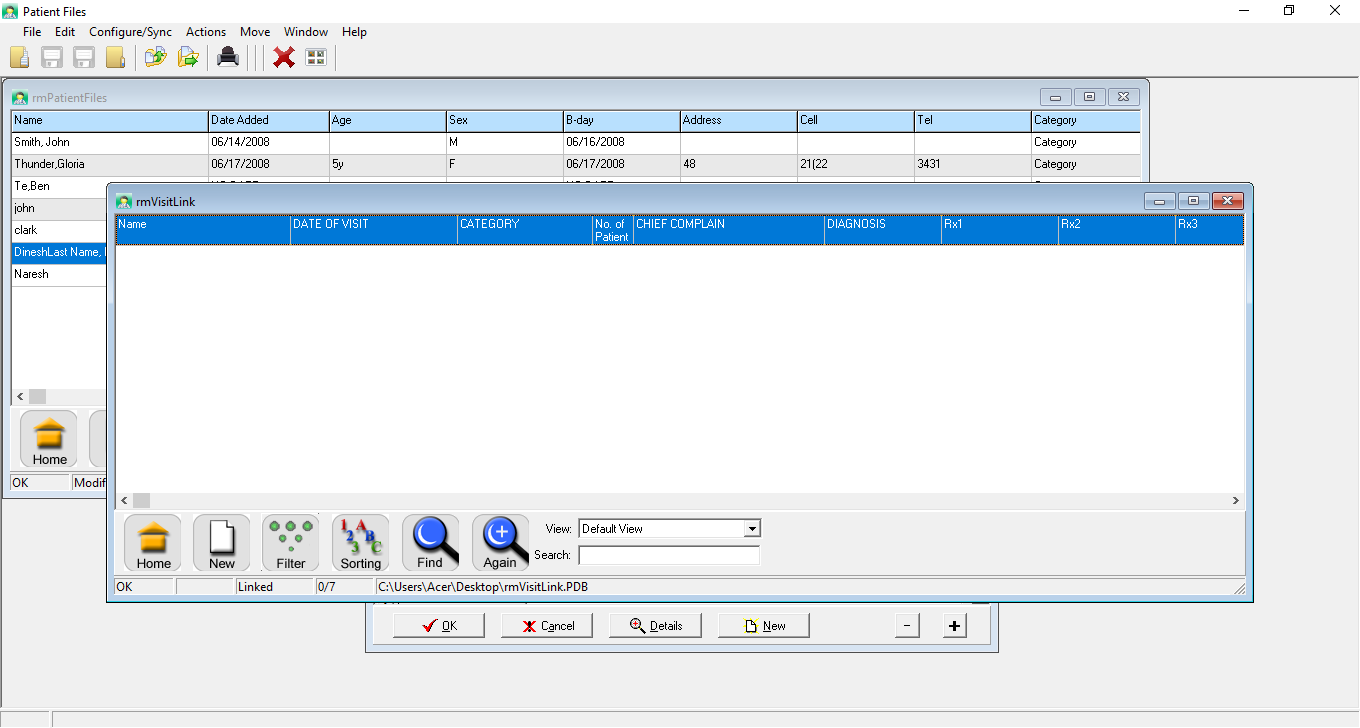 Patient Files
File Edit Configure/Sync Actions Move Window Help
rmPatientFiles
Name Date Added Age Sex B-day Address Cell Tel Category
Smith, John 06/14/2008 M 06/16/2008 Category
Thunder,Gloria 06/17/2008 5y F 06/17/2008 48 21(22 3431 Category
Te,Ben
john
clark
DineshLast Name,
Naresh
Home
OK Modif
rmVisitLink
Name DATE OF VISIT CATEGORY No. of Patient CHIEF COMPLAIN DIAGNOSIS Rx1 Rx2 Rx3
Home New Filter Sorting Find Again
View: Default View
Search:
OK Linked 0/7 C:\Users\Acer\Desktop\rmVisitLink.PDB
OK Cancel Details New - +